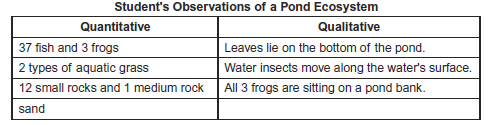 Student's Observations of a Pond Ecosystem
Quantitative Qualitative
37 fish and 3 frogs Leaves lie on the bottom of the pond.
2 types of aquatic grass Water insects move along the water's surface.
12 small rocks and 1 medium rock All 3 frogs are sitting on a pond bank.
sand